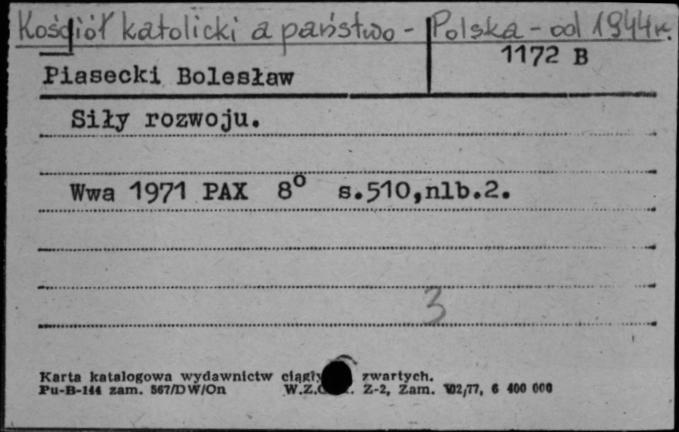 Kościół katolicki a państwo - Polska - od 1944 r.
1172 B
Piasecki Bolesław
Siły rozwoju.
Wwa 1971 PAX 8° s.510,nlb.2.
3
Karta katalogowa wydawnictw zwartych.
Pu-B-144 zam. 567/DW/On Z-2, Zam. 102/77, 6 400 000